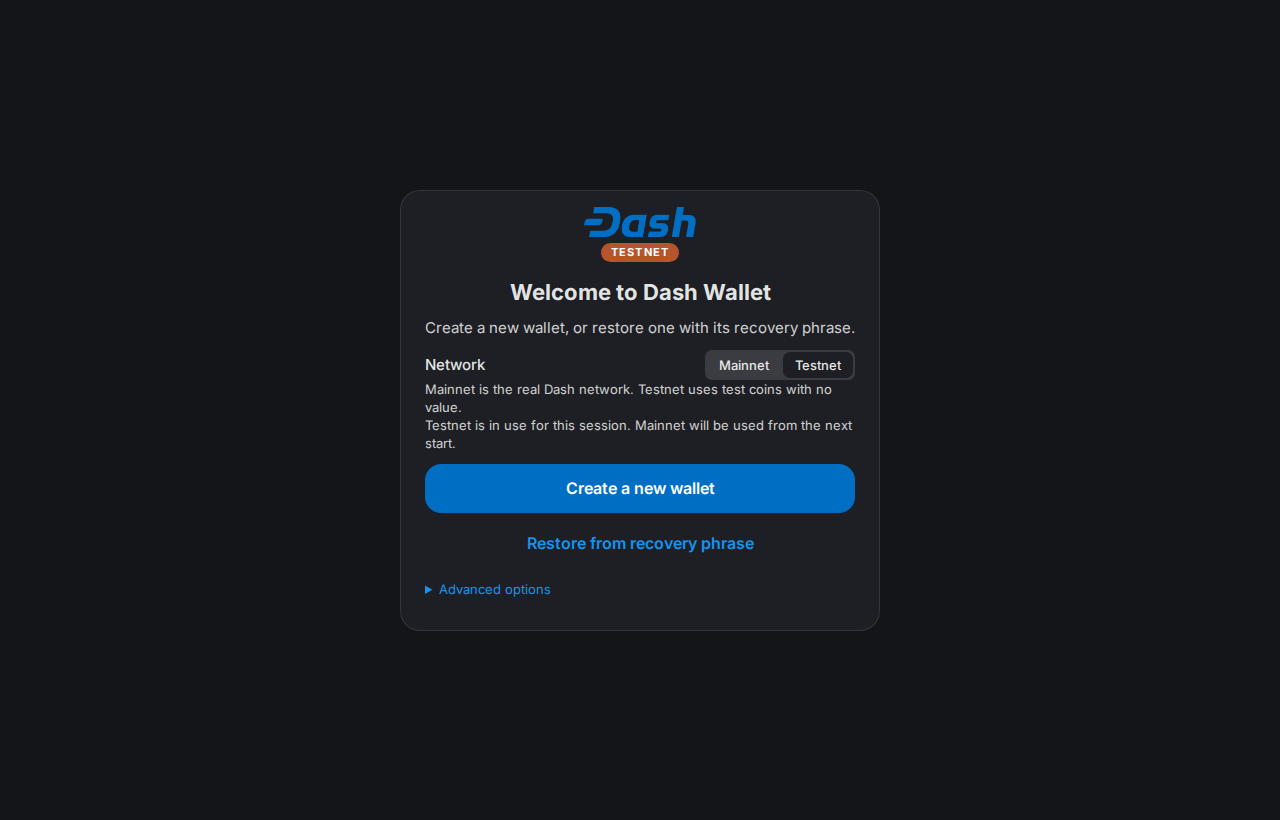 Dash
TESTNET
Welcome to Dash Wallet
Create a new wallet, or restore one with its recovery phrase.
Network Mainnet Testnet
Mainnet is the real Dash network. Testnet uses test coins with no
value.
Testnet is in use for this session. Mainnet will be used from the next
start.
Create a new wallet
Restore from recovery phrase
Advanced options